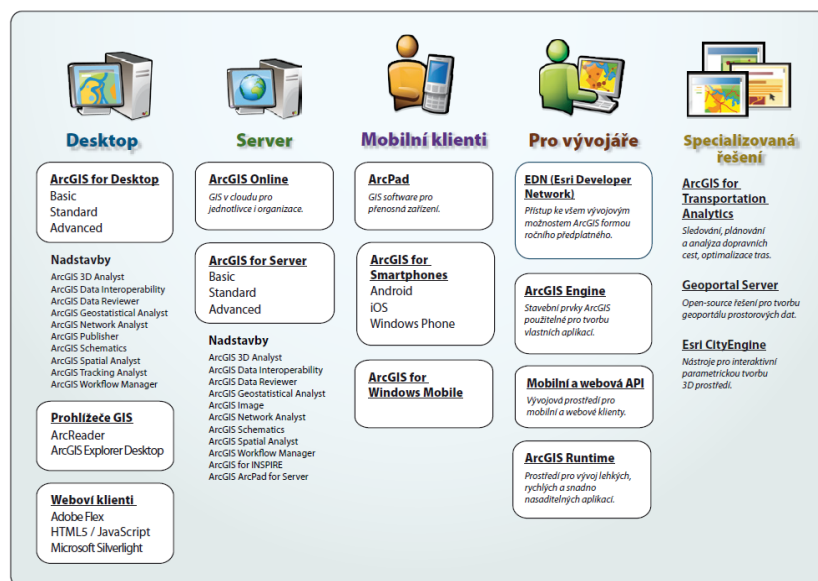 Desktop
ArcGIS for Desktop
Basic
Standard
Advanced
Nadstavby
ArcGIS 3D Analyst
ArcGIS Data Interoperability
ArcGIS Data Reviewer
ArcGIS Geostatistical Analyst
ArcGIS Network Analyst
ArcGIS Publisher
ArcGIS Schematics
ArcGIS Spatial Analyst
ArcGIS Tracking Analyst
ArcGIS Workflow Manager
Prohlížeče GIS
ArcReader
ArcGIS Explorer Desktop
Weboví klienti
Adobe Flex
HTML5 / JavaScript
Microsoft Silverlight
Server
ArcGIS Online
GIS v cloudu pro
jednotlivce i organizace.
ArcGIS for Server
Basic
Standard
Advanced
Nadstavby
ArcGIS 3D Analyst
ArcGIS Data Interoperability
ArcGIS Data Reviewer
ArcGIS Geostatistical Analyst
ArcGIS Image
ArcGIS Network Analyst
ArcGIS Schematics
ArcGIS Spatial Analyst
ArcGIS Workflow Manager
ArcGIS for INSPIRE
ArcGIS ArcPad for Server
Mobilní klienti
ArcPad
GIS software pro
přenosná zařízení.
ArcGIS for
Smartphones
Android
iOS
Windows Phone
ArcGIS for
Windows Mobile
Pro vývojáře
EDN (Esri Developer
Network)
Přístup ke všem vývojovým
možnostem ArcGIS formou
ročního předplatného.
ArcGIS Engine
Stavební prvky ArcGIS
použitelné pro tvorbu
vlastních aplikací.
Mobilní a webová API
Vývojová prostředí pro
mobilní a webové klienty.
ArcGIS Runtime
Prostředí pro vývoj lehkých,
rychlých a snadno
nasaditelných aplikací.
Specializovaná
řešení
ArcGIS for
Transportation
Analytics
Sledování, plánování
a analýza dopravních
cest, optimalizace tras.
Geoportal Server
Open-source řešení pro tvorbu
geoportálu prostorových dat.
Esri CityEngine
Nástroje pro interaktivní
parametrickou tvorbu
3D prostředí.